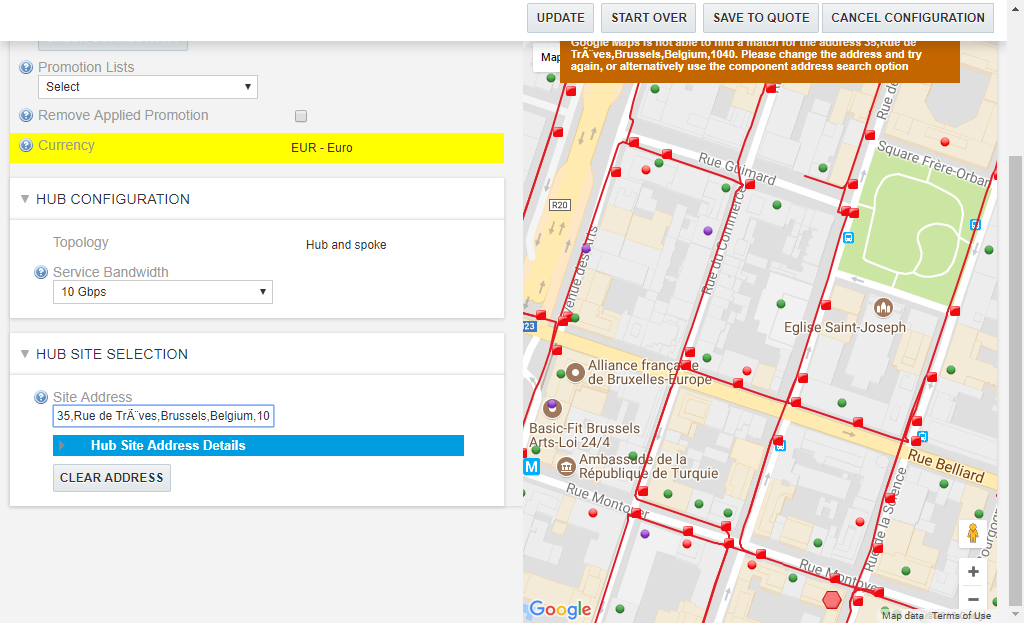 UPDATE
START OVER
SAVE TO QUOTE
CANCEL CONFIGURATION
Promotion Lists
Select
Remove Applied Promotion
Currency
EUR - Euro
HUB CONFIGURATION
Topology
Hub and spoke
Service Bandwidth
10 Gbps
HUB SITE SELECTION
Site Address
35,Rue de TrÃ¨ves,Brussels,Belgium,10
Hub Site Address Details
CLEAR ADDRESS
Map
Google Maps is not able to find a match for the address 35,Rue de
TrÃ¨ves,Brussels,Belgium,1040. Please change the address and try
again, or alternatively use the component address search option
Rue de
Square Frère-Orban
Rue Guimard
R20
Rue du Commerce
Avenue des Arts
Eglise Saint-Joseph
R23
Alliance française
de Bruxelles-Europe
Basic-Fit Brussels
Arts-Loi 24/4
M
Ambassade de la
République de Turquie
Rue Belliard
Rue Montoyer
Rue de la Science
Rue Montoyer
Bourgogne
+
−
Google
Map data
Terms of Use